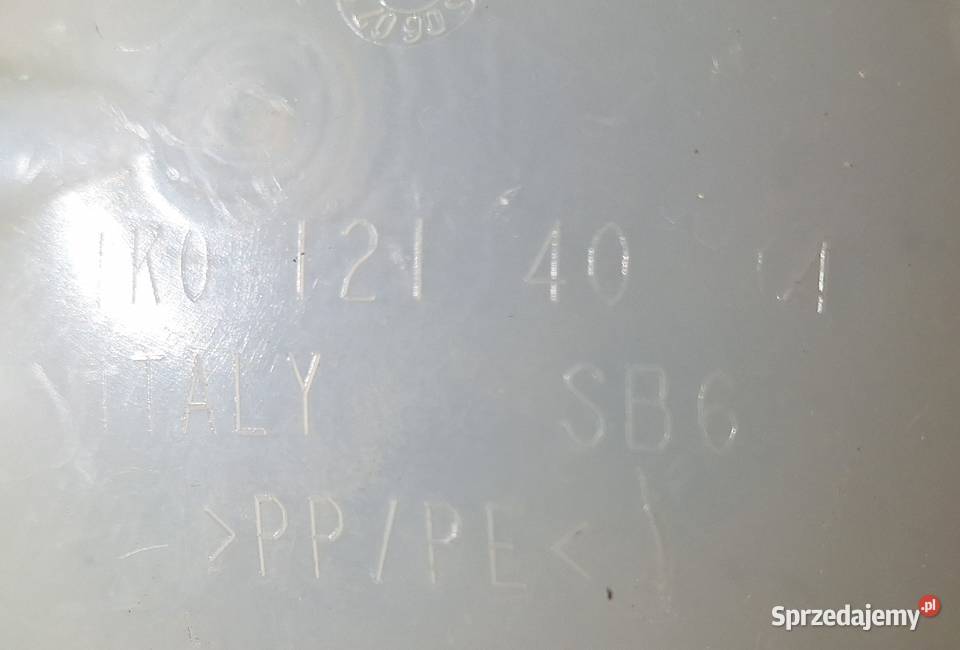 1K0 121 40
ITALY SB6
>PP/PE<
Sprzedajemy.pl